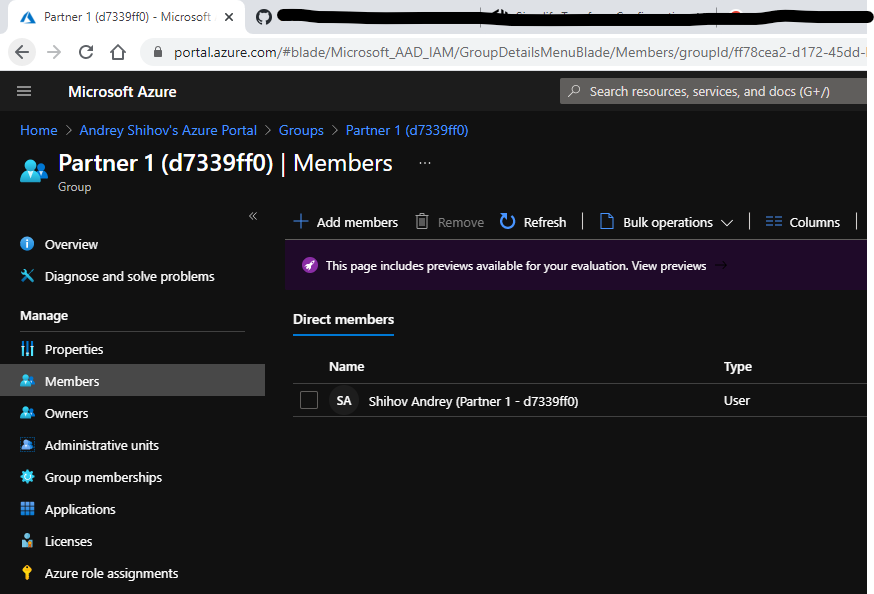 Partner 1 (d7339ff0) - Microsoft
portal.azure.com/#blade/Microsoft_AAD_IAM/GroupDetailsMenuBlade/Members/groupId/ff78cea2-d172-45dd-
Microsoft Azure
Search resources, services, and docs (G+/)
Home > Andrey Shihov's Azure Portal > Groups > Partner 1 (d7339ff0)
Partner 1 (d7339ff0) | Members ...
Group
«
Add members Remove Refresh | Bulk operations | Columns |
Overview
Diagnose and solve problems
Manage
Properties
Members
Owners
Administrative units
Group memberships
Applications
Licenses
Azure role assignments
This page includes previews available for your evaluation. View previews →
Direct members
Name Type
SA Shihov Andrey (Partner 1 - d7339ff0) User